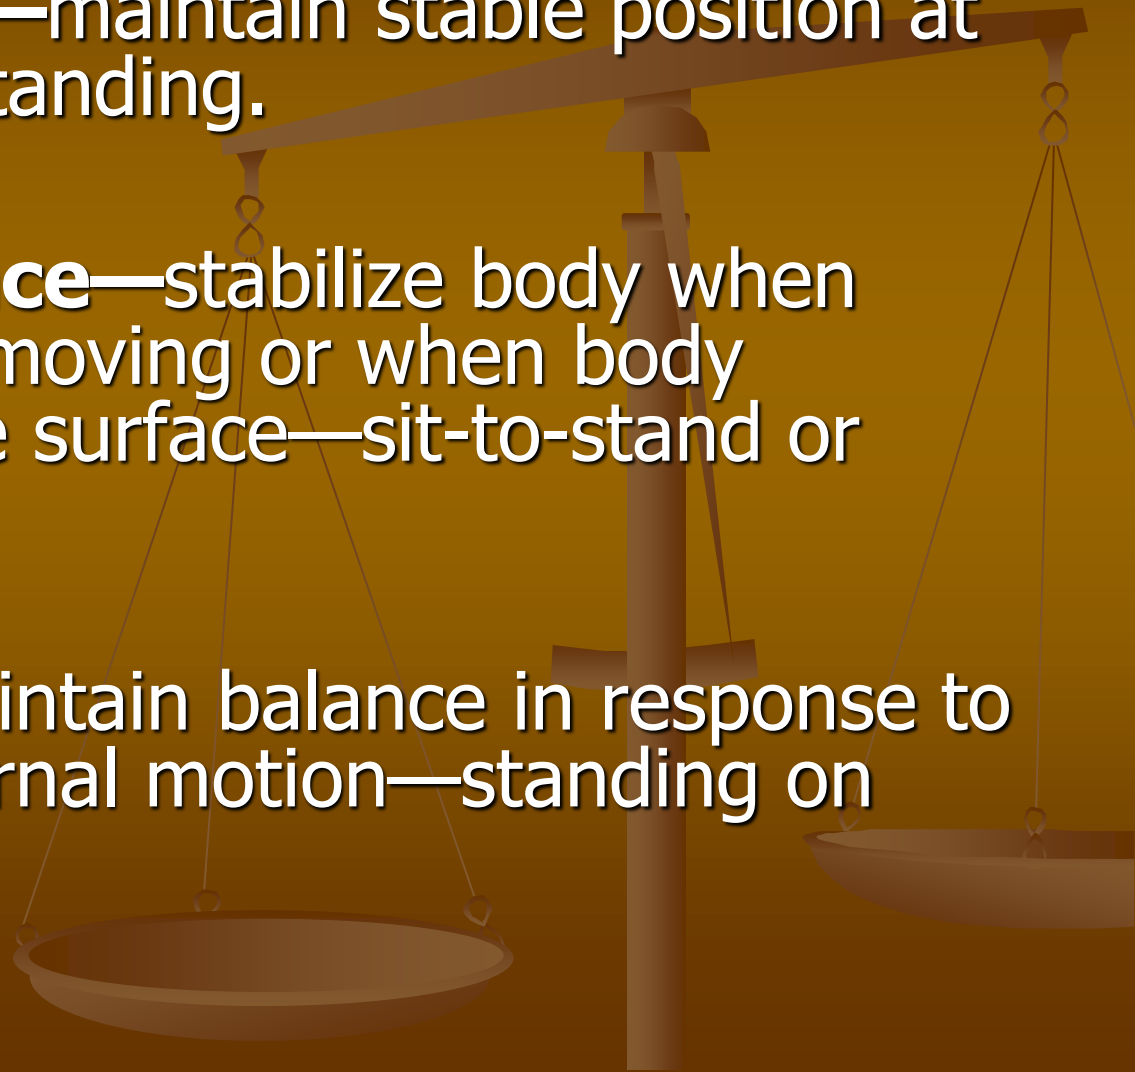 —maintain stable position at
tanding.
ce—stabilize body when
moving or when body
e surface—sit-to-stand or
intain balance in response to
rnal motion—standing on